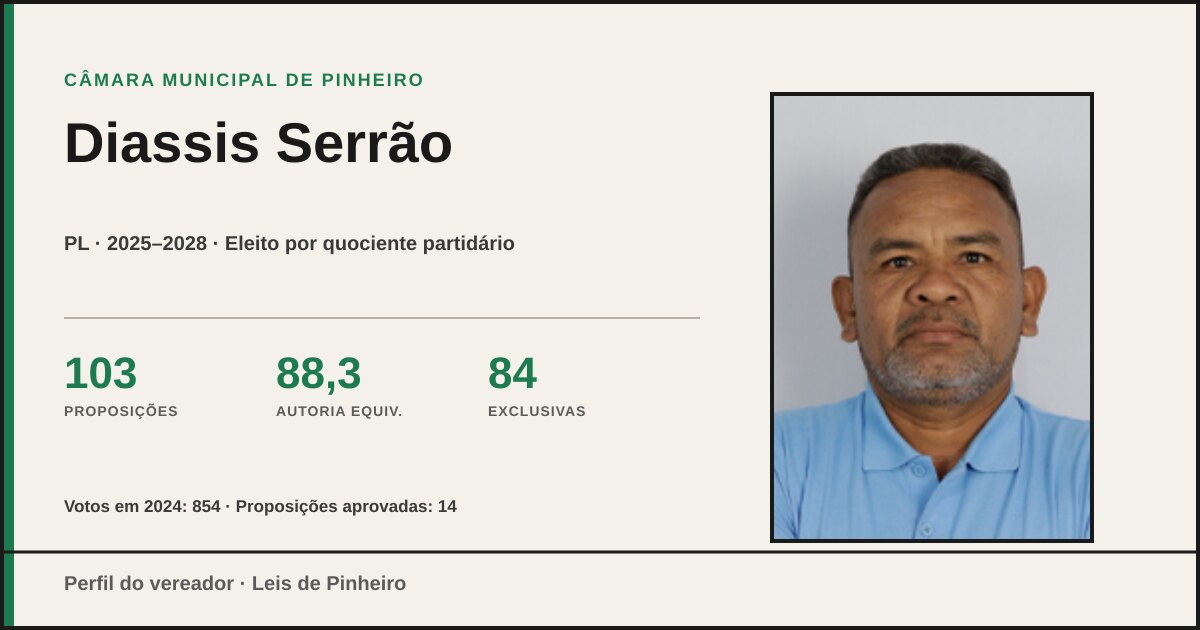 CÂMARA MUNICIPAL DE PINHEIRO
Diassis Serrão
PL · 2025–2028 · Eleito por quociente partidário
103
88,3
84
PROPOSIÇÕES
AUTORIA EQUIV.
EXCLUSIVAS
Votos em 2024: 854 · Proposições aprovadas: 14
Perfil do vereador · Leis de Pinheiro